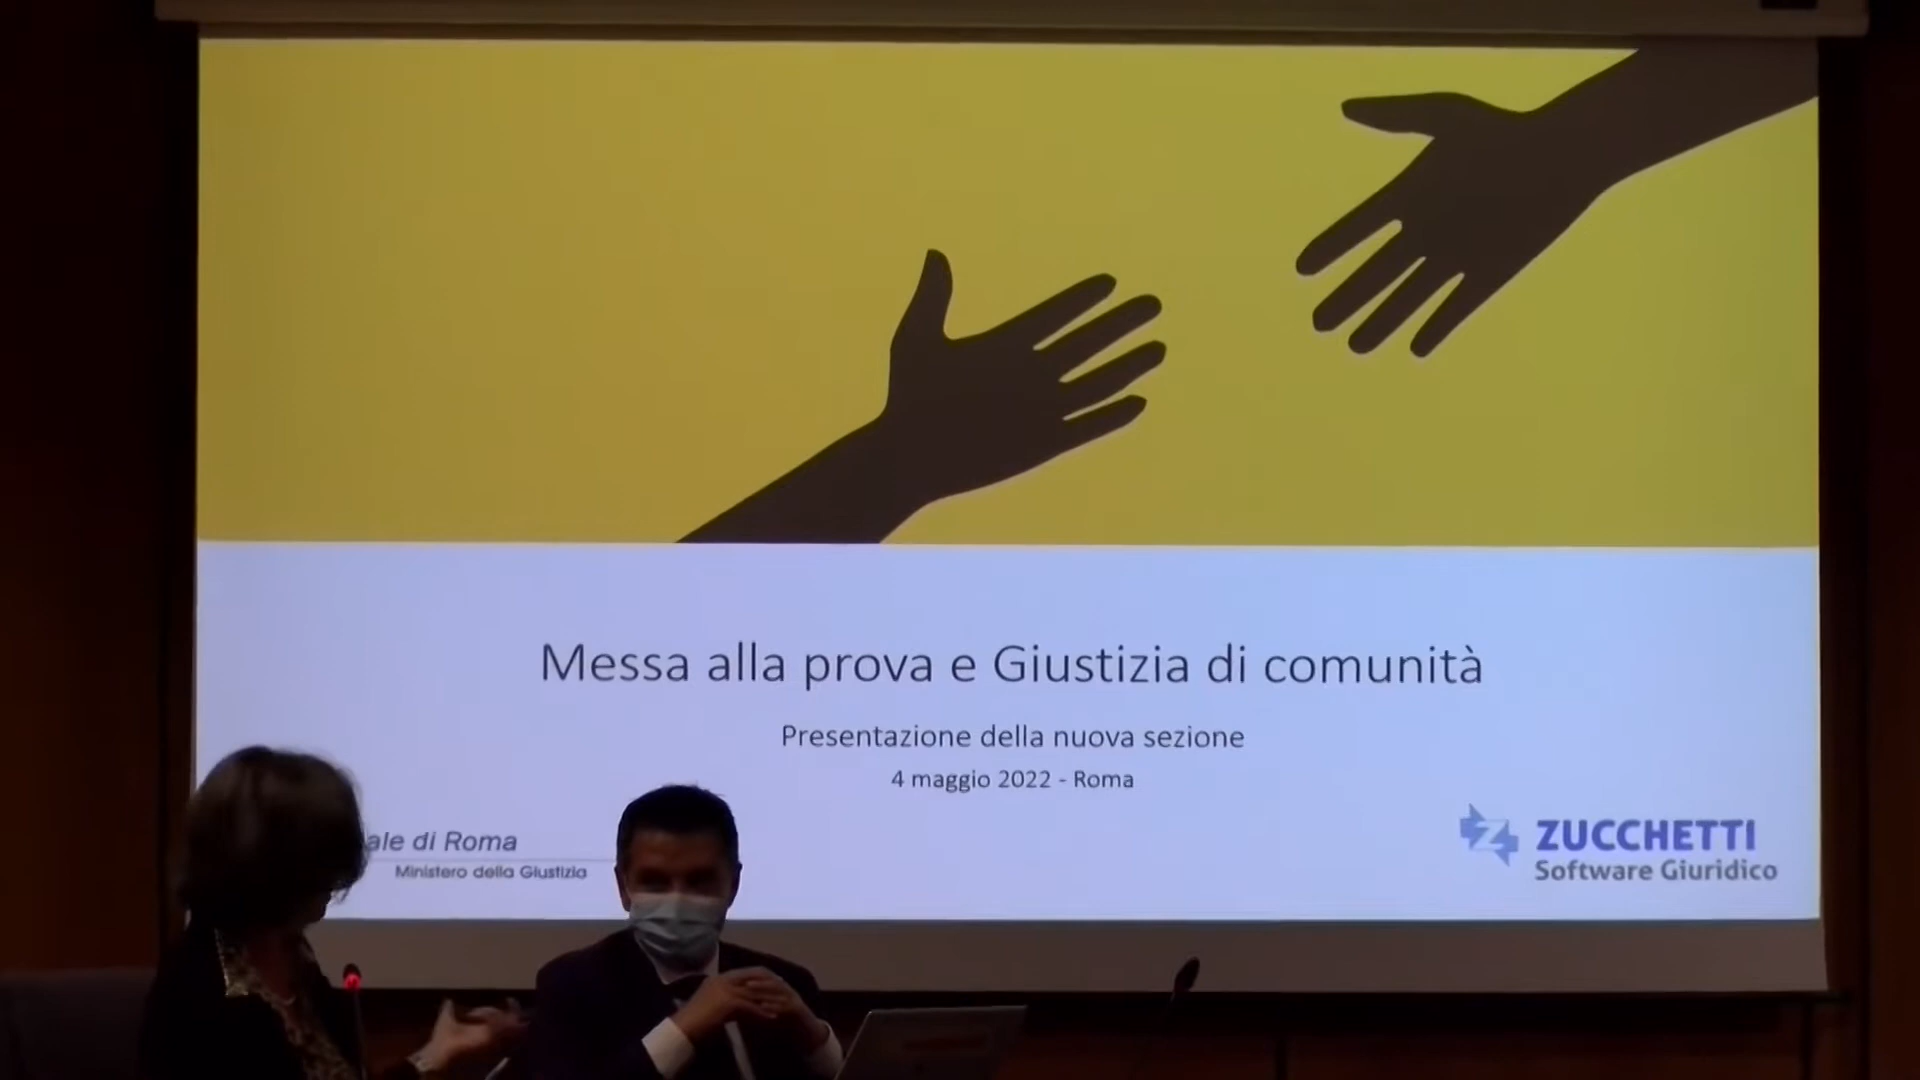 Messa alla prova e Giustizia di comunità
Presentazione della nuova sezione
4 maggio 2022 - Roma
di Roma
Ministero della Giustizia
ZUCCHETTI
Software Giuridico